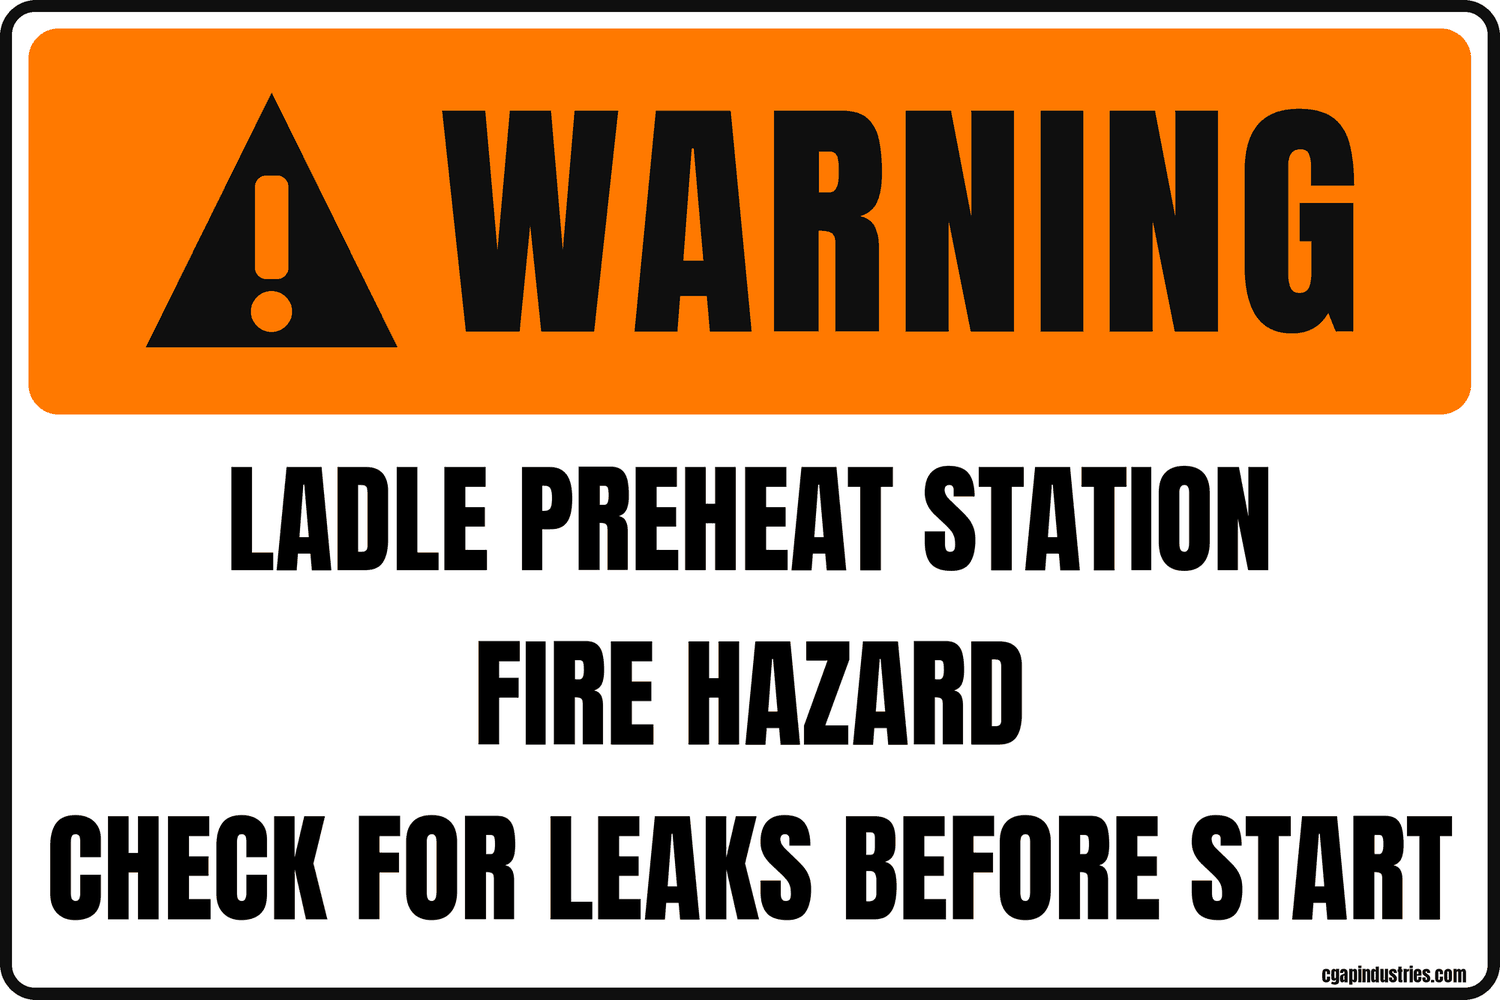 WARNING
LADLE PREHEAT STATION
FIRE HAZARD
CHECK FOR LEAKS BEFORE START
cgapindustries.com